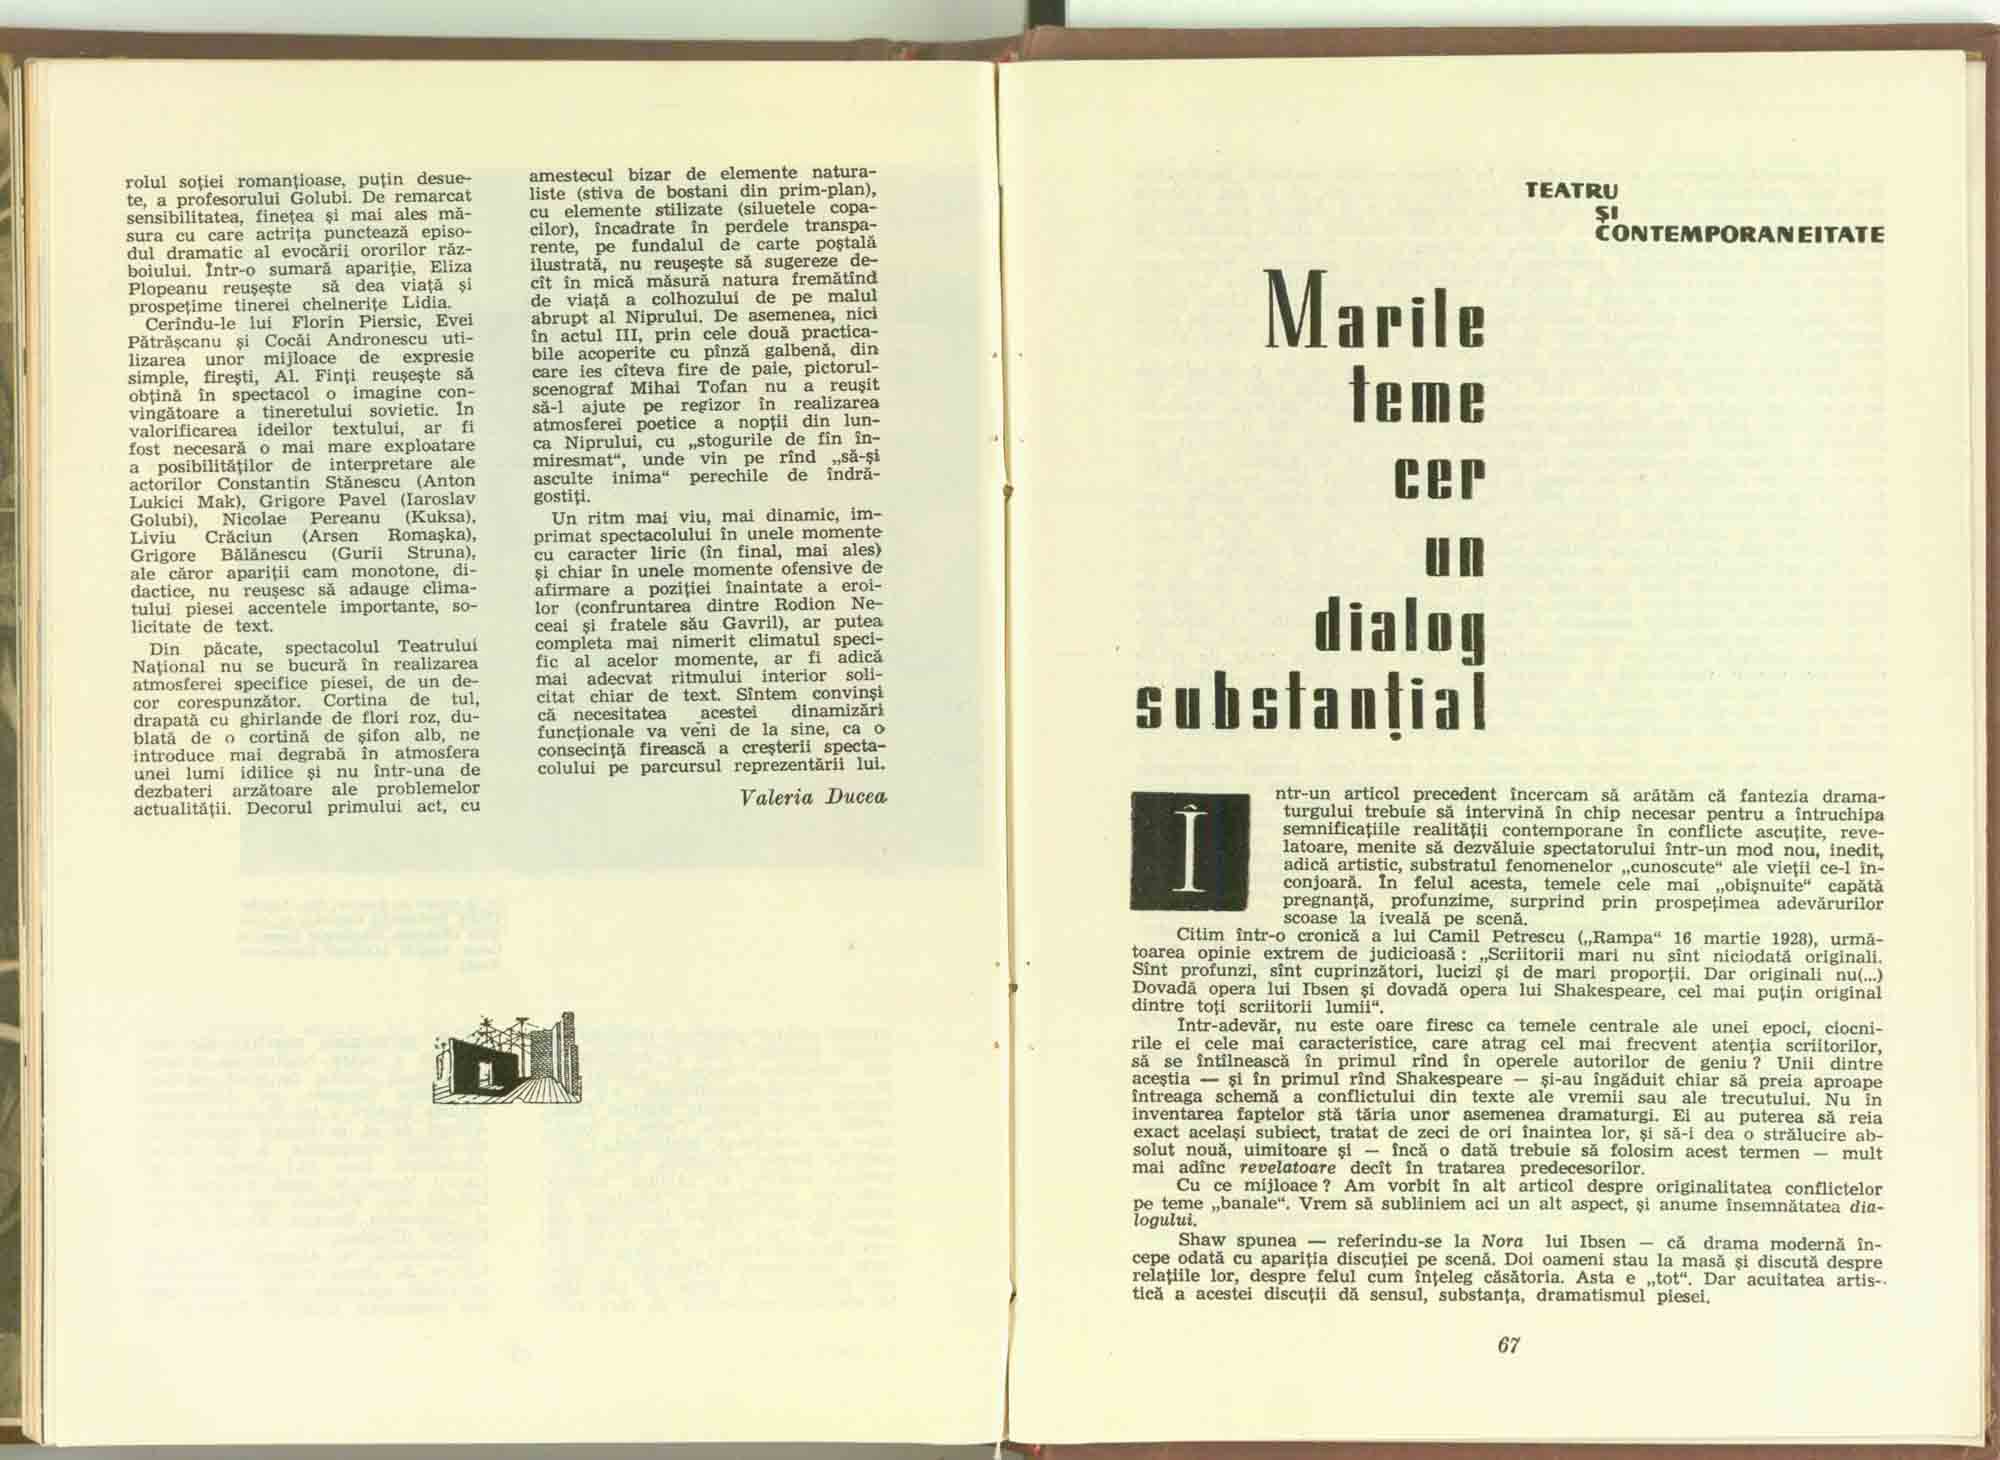 rolul soției romanțioase, puțin desue-
te, a profesorului Golubi. De remarcat
sensibilitatea, finețea și mai ales mă-
sura cu care actrița punctează episo-
dul dramatic al evocării ororilor răz-
boiului. Într-o sumară apariție, Eliza
Plopeanu reușește să dea viață și
prospețime tinerei chelnerițe Lidia.
Cerîndu-le lui Florin Piersic, Evei
Pătrășcanu și Cocăi Andronescu uti-
lizarea unor mijloace de expresie
simple, firești, Al. Finți reușește să
obțină în spectacol o imagine con-
vingătoare a tineretului sovietic. În
valorificarea ideilor textului, ar fi
fost necesară o mai mare exploatare
a posibilităților de interpretare ale
actorilor Constantin Stănescu (Anton
Lukici Mak), Grigore Pavel (Iaroslav
Golubi), Nicolae Pereanu (Kuksa),
Liviu Crăciun (Arsen Romașka),
Grigore Bălănescu (Gurii Struna),
ale căror apariții cam monotone, di-
dactice, nu reușesc să adauge clima-
tului piesei accentele importante, so-
licitate de text.
Din păcate, spectacolul Teatrului
Național nu se bucură în realizarea
atmosferei specifice piesei, de un de-
cor corespunzător. Cortina de tul,
drapată cu ghirlande de flori roz, du-
blată de o cortină de șifon alb, ne
introduce mai degrabă în atmosfera
unei lumi idilice și nu într-una de
dezbateri arzătoare ale problemelor
actualității. Decorul primului act, cu
amestecul bizar de elemente natura-
liste (stiva de bostani din prim-plan),
cu elemente stilizate (siluetele copa-
cilor), încadrate în perdele transpa-
rente, pe fundalul de carte poștală
ilustrată, nu reușește să sugereze de-
cît în mică măsură natura fremătînd
de viață a colhozului de pe malul
abrupt al Niprului. De asemenea, nici
în actul III, prin cele două practica-
bile acoperite cu pînză galbenă, din
care ies cîteva fire de paie, pictorul-
scenograf Mihai Tofan nu a reușit
să-l ajute pe regizor în realizarea
atmosferei poetice a nopții din lun-
ca Niprului, cu „stogurile de fin în-
miresmat“, unde vin pe rînd „să-și
asculte inima“ perechile de îndră-
gostiți.
Un ritm mai viu, mai dinamic, im-
primat spectacolului în unele momente
cu caracter liric (în final, mai ales)
și chiar în unele momente ofensive de
afirmare a poziției înaintate a eroi-
lor (confruntarea dintre Rodion Ne-
ceai și fratele său Gavril), ar putea
completa mai nimerit climatul speci-
fic al acelor momente, ar fi adică
mai adecvat ritmului interior soli-
citat chiar de text. Sîntem convinși
că necesitatea acestei dinamizări
funcționale va veni de la sine, ca o
consecință firească a creșterii specta-
colului pe parcursul reprezentării lui.
Valeria Ducea
TEATRU
ȘI
CONTEMPORANEITATE
Marile
teme
cer
un
dialog
substanțial
Într-un articol precedent încercam să arătăm că fantezia drama-
turgului trebuie să intervină în chip necesar pentru a întruchipa
semnificațiile realității contemporane în conflicte ascuțite, reve-
latoare, menite să dezvăluie spectatorului într-un mod nou, inedit,
adică artistic, substratul fenomenelor „cunoscute“ ale vieții ce-l în-
conjoară. În felul acesta, temele cele mai „obișnuite“ capătă
pregnanță, profunzime, surprind prin prospețimea adevărurilor
scoase la iveală pe scenă.
Citim într-o cronică a lui Camil Petrescu („Rampa“ 16 martie 1928), urmă-
toarea opinie extrem de judicioasă : „Scriitorii mari nu sînt niciodată originali.
Sînt profunzi, sînt cuprinzători, lucizi și de mari proporții. Dar originali nu(...)
Dovadă opera lui Ibsen și dovadă opera lui Shakespeare, cel mai puțin original
dintre toți scriitorii lumii“.
Într-adevăr, nu este oare firesc ca temele centrale ale unei epoci, ciocni-
rile ei cele mai caracteristice, care atrag cel mai frecvent atenția scriitorilor,
să se întîlnească în primul rînd în operele autorilor de geniu ? Unii dintre
aceștia — și în primul rînd Shakespeare — și-au îngăduit chiar să preia aproape
întreaga schemă a conflictului din texte ale vremii sau ale trecutului. Nu în
inventarea faptelor stă tăria unor asemenea dramaturgi. Ei au puterea să reia
exact același subiect, tratat de zeci de ori înaintea lor, și să-i dea o strălucire ab-
solut nouă, uimitoare și — încă o dată trebuie să folosim acest termen — mult
mai adînc revelatoare decît în tratarea predecesorilor.
Cu ce mijloace ? Am vorbit în alt articol despre originalitatea conflictelor
pe teme „banale“. Vrem să subliniem aci un alt aspect, și anume însemnătatea dia-
logului.
Shaw spunea — referindu-se la Nora lui Ibsen — că drama modernă în-
cepe odată cu apariția discuției pe scenă. Doi oameni stau la masă și discută despre
relațiile lor, despre felul cum înțeleg căsătoria. Asta e „tot“. Dar acuitatea artis-
tică a acestei discuții dă sensul, substanța, dramatismul piesei.
67